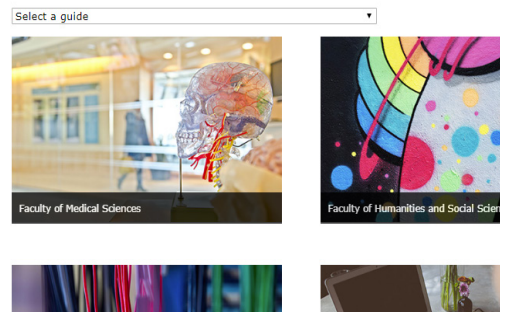 Select a guide
Faculty of Medical Sciences
Faculty of Humanities and Social Scien